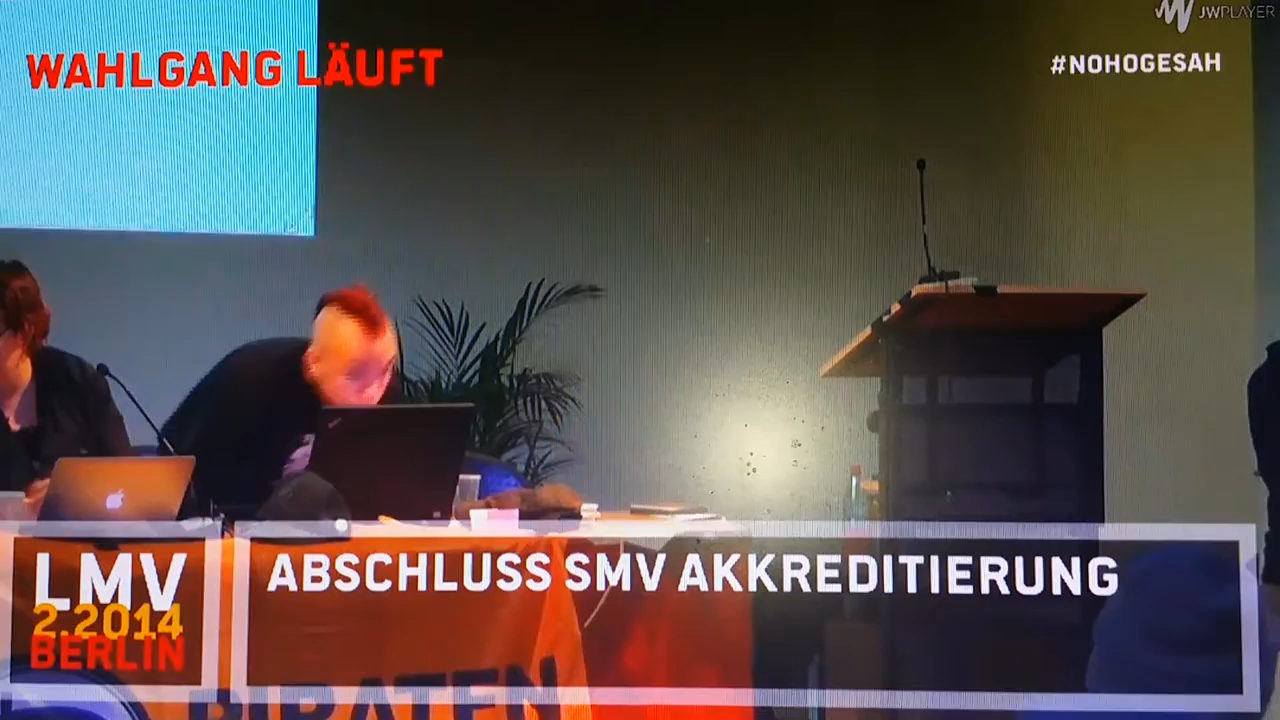 JWPLAYER
WAHLGANG LÄUFT
#NOHOGESAH
LMV
2.2014
BERLIN
ABSCHLUSS SMV AKKREDITIERUNG
PIRATEN